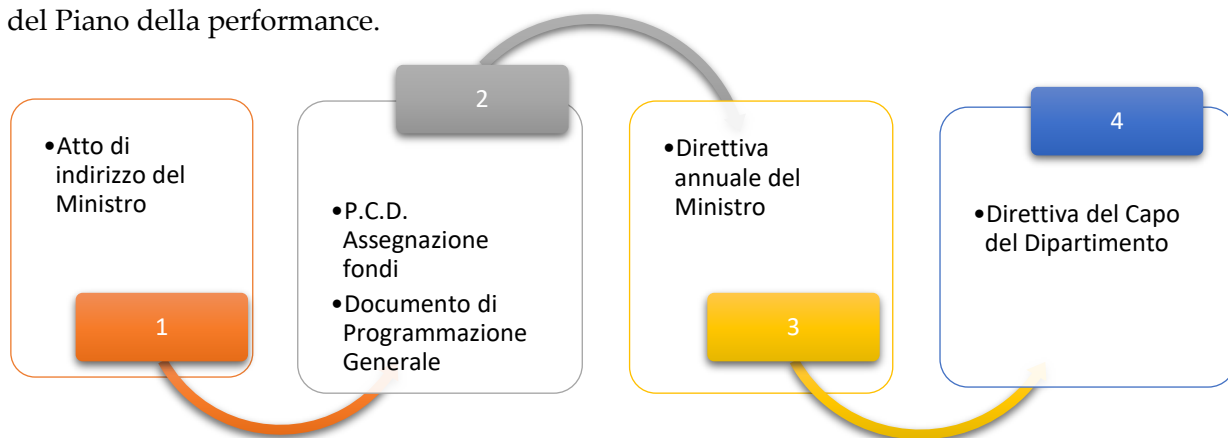 del Piano della performance.
1
•Atto di
indirizzo del
Ministro
2
•P.C.D.
Assegnazione
fondi
•Documento di
Programmazione
Generale
3
•Direttiva
annuale del
Ministro
4
•Direttiva del Capo
del Dipartimento